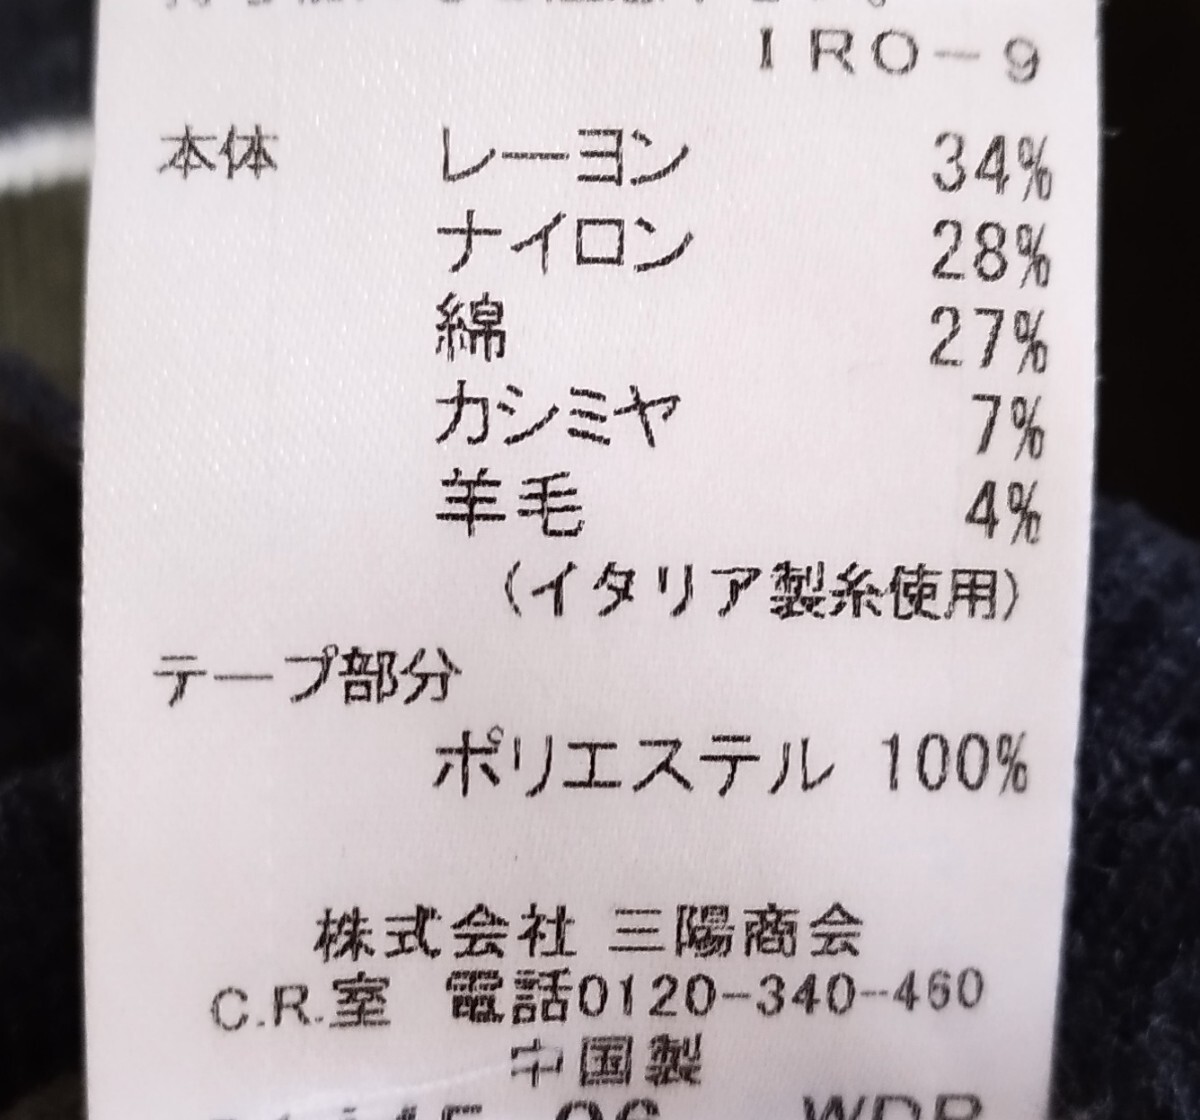 IRO-9
本体 レーヨン 34%
ナイロン 28%
綿 27%
カシミヤ 7%
羊毛 4%
(イタリア製糸使用)
テープ部分
ポリエステル 100%
株式会社 三陽商会
C.R.室 電話0120-340-460
中国製